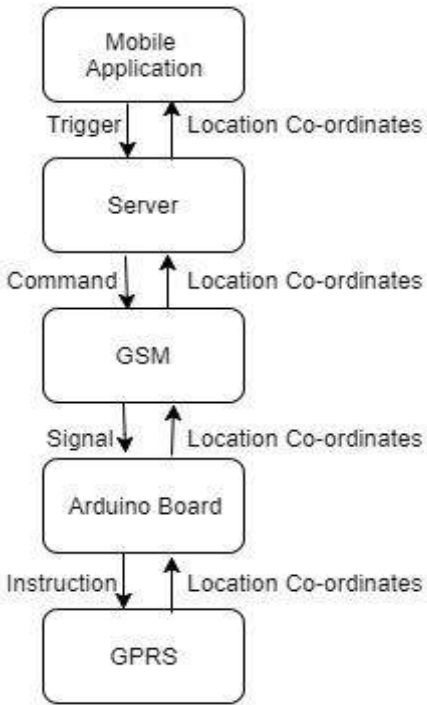 Mobile
Application
Trigger
Location Co-ordinates
Server
Command
Location Co-ordinates
GSM
Signal
Location Co-ordinates
Arduino Board
Instruction
Location Co-ordinates
GPRS